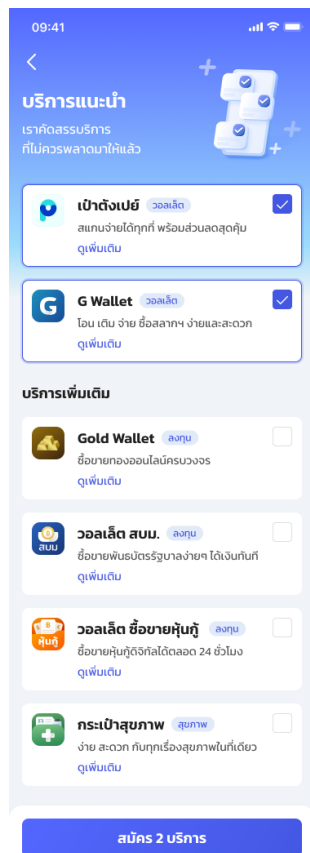 09:41
บริการแนะนำ
เราคัดสรรบริการ
ที่ไม่ควรพลาดมาให้แล้ว
เป๋าตังเปย์ วอลเล็ต
สแกนจ่ายได้ทุกที่ พร้อมส่วนลดสุดคุ้ม
ดูเพิ่มเติม
G
G Wallet วอลเล็ต
โอน เติม จ่าย ซื้อสลากฯ ง่ายและสะดวก
ดูเพิ่มเติม
บริการเพิ่มเติม
Gold Wallet ลงทุน
ซื้อขายทองออนไลน์ครบวงจร
ดูเพิ่มเติม
สบม
วอลเล็ต สบม. ลงทุน
ซื้อขายพันธบัตรรัฐบาลง่ายๆ ได้เงินทันที
ดูเพิ่มเติม
หุ้นกู้
วอลเล็ต ซื้อขายหุ้นกู้ ลงทุน
ซื้อขายหุ้นกู้ดิจิทัลได้ตลอด 24 ชั่วโมง
ดูเพิ่มเติม
กระเป๋าสุขภาพ สุขภาพ
ง่าย สะดวก กับทุกเรื่องสุขภาพในที่เดียว
ดูเพิ่มเติม
สมัคร 2 บริการ